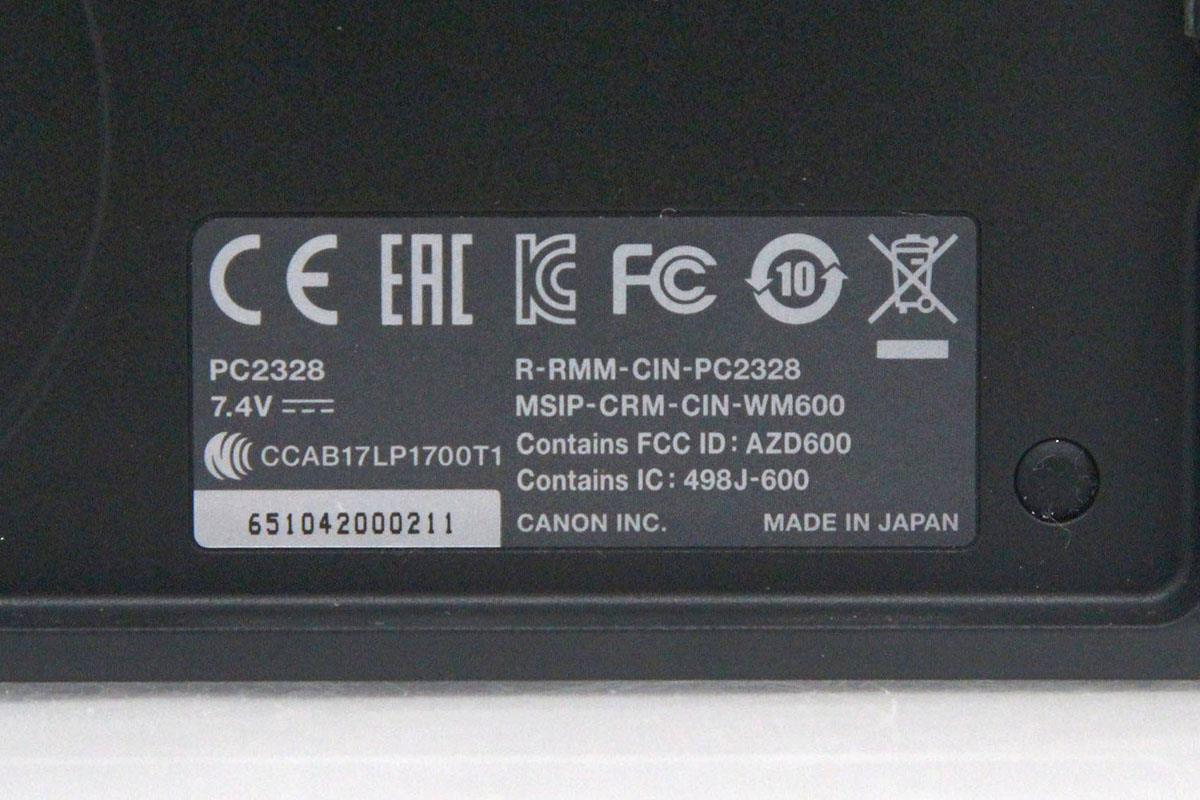 CE EAC KC FC 10
PC2328
7.4V
CCAB17LP1700T1
651042000211
R-RMM-CIN-PC2328
MSIP-CRM-CIN-WM600
Contains FCC ID: AZD600
Contains IC: 498J-600
CANON INC. MADE IN JAPAN